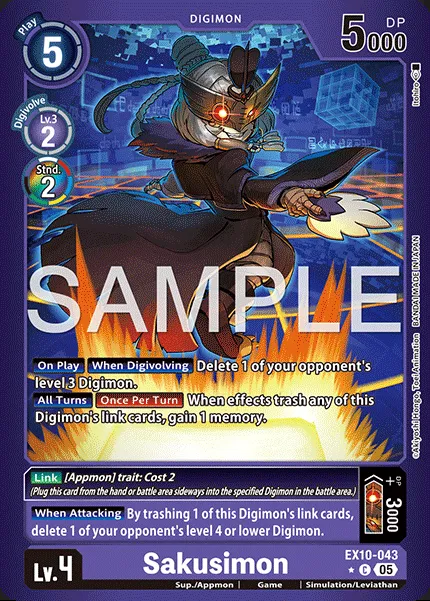 DIGIMON
Play
5
DP
5000
Digivolve
Lv.3
2
Stnd.
2
SAMPLE
On Play When Digivolving Delete 1 of your opponent's
level 3 Digimon.
All Turns Once Per Turn When effects trash any of this
Digimon's link cards, gain 1 memory.
Link [Appmon] trait: Cost 2
(Plug this card from the hand or battle area sideways into the specified Digimon in the battle area.)
When Attacking By trashing 1 of this Digimon's link cards,
delete 1 of your opponent's level 4 or lower Digimon.
DP
+3000
Lv.4
Sakusimon
EX10-043
C 05
Sup./Appmon | Game | Simulation/Leviathan
©Akiyoshi Hongo, Toei Animation BANDAI MADE IN JAPAN